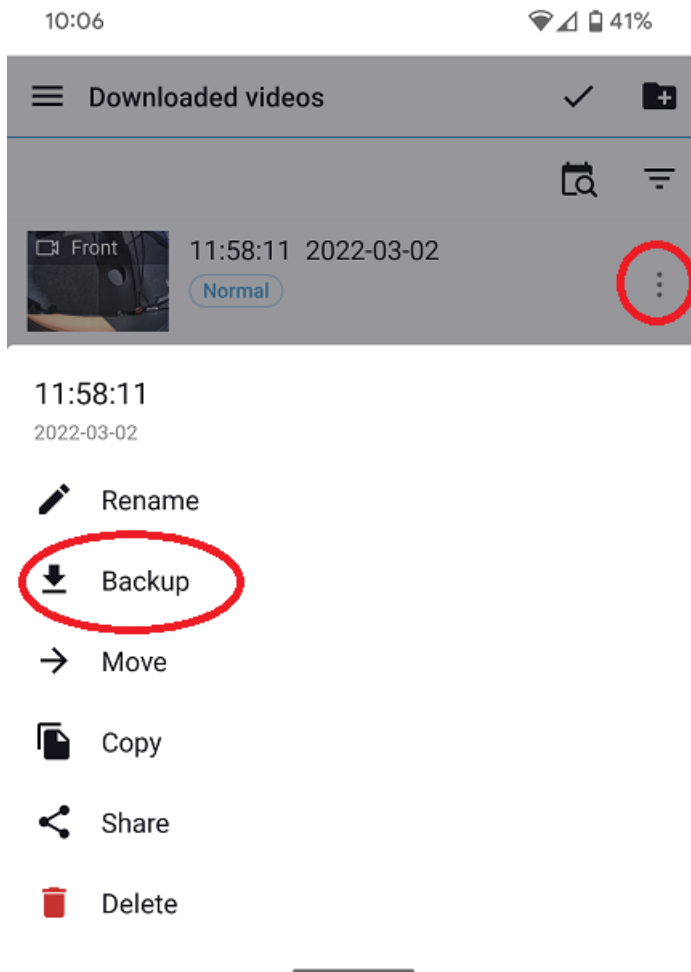 10:06 41%
Downloaded videos
Front
11:58:11 2022-03-02
Normal
11:58:11
2022-03-02
Rename
Backup
Move
Copy
Share
Delete